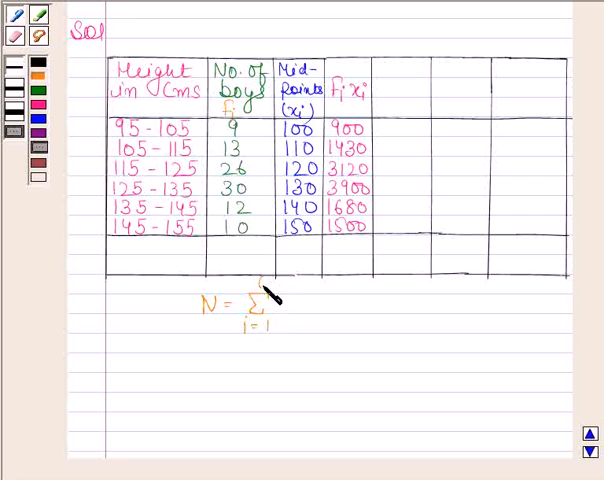 Sol
Height in Cms No. of boys fi Mid-Points (xi) fi xi
95-105 9 100 900
105-115 13 110 1430
115-125 26 120 3120
125-135 30 130 3900
135-145 12 140 1680
145-155 10 150 1500
N = Σ
i = 1